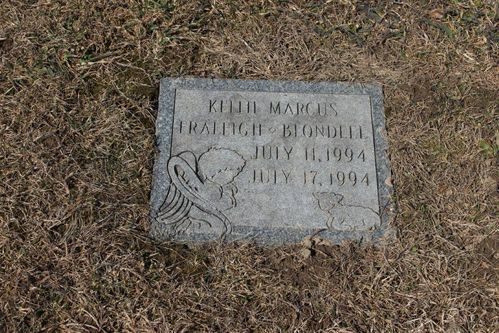 KEITH MARCUS
FRALEIGH - BLONDELL
JULY 11, 1994
JULY 17, 1994